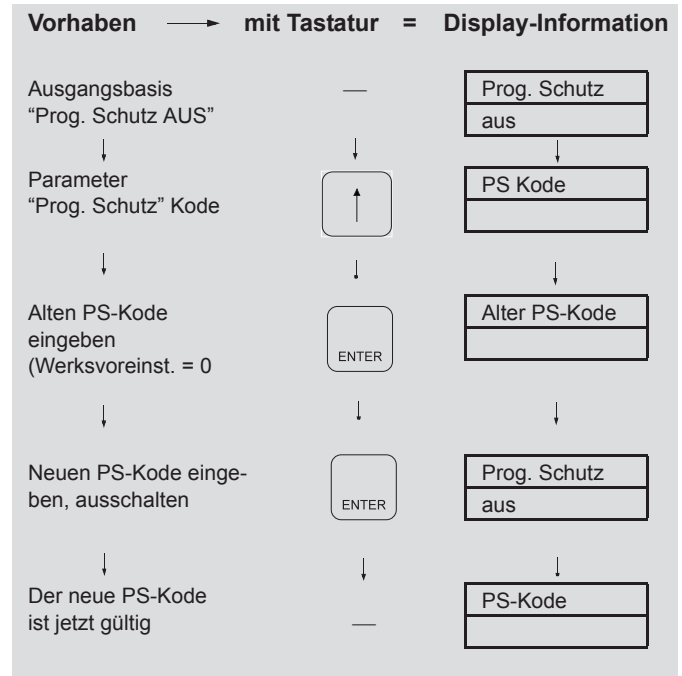 Vorhaben → mit Tastatur = Display-Information
Ausgangsbasis
“Prog. Schutz AUS”
—
Prog. Schutz
aus
Parameter
“Prog. Schutz” Kode
PS Kode
Alten PS-Kode
eingeben
(Werksvoreinst. = 0
ENTER
Alter PS-Kode
Neuen PS-Kode einge-
ben, ausschalten
ENTER
Prog. Schutz
aus
Der neue PS-Kode
ist jetzt gültig
—
PS-Kode